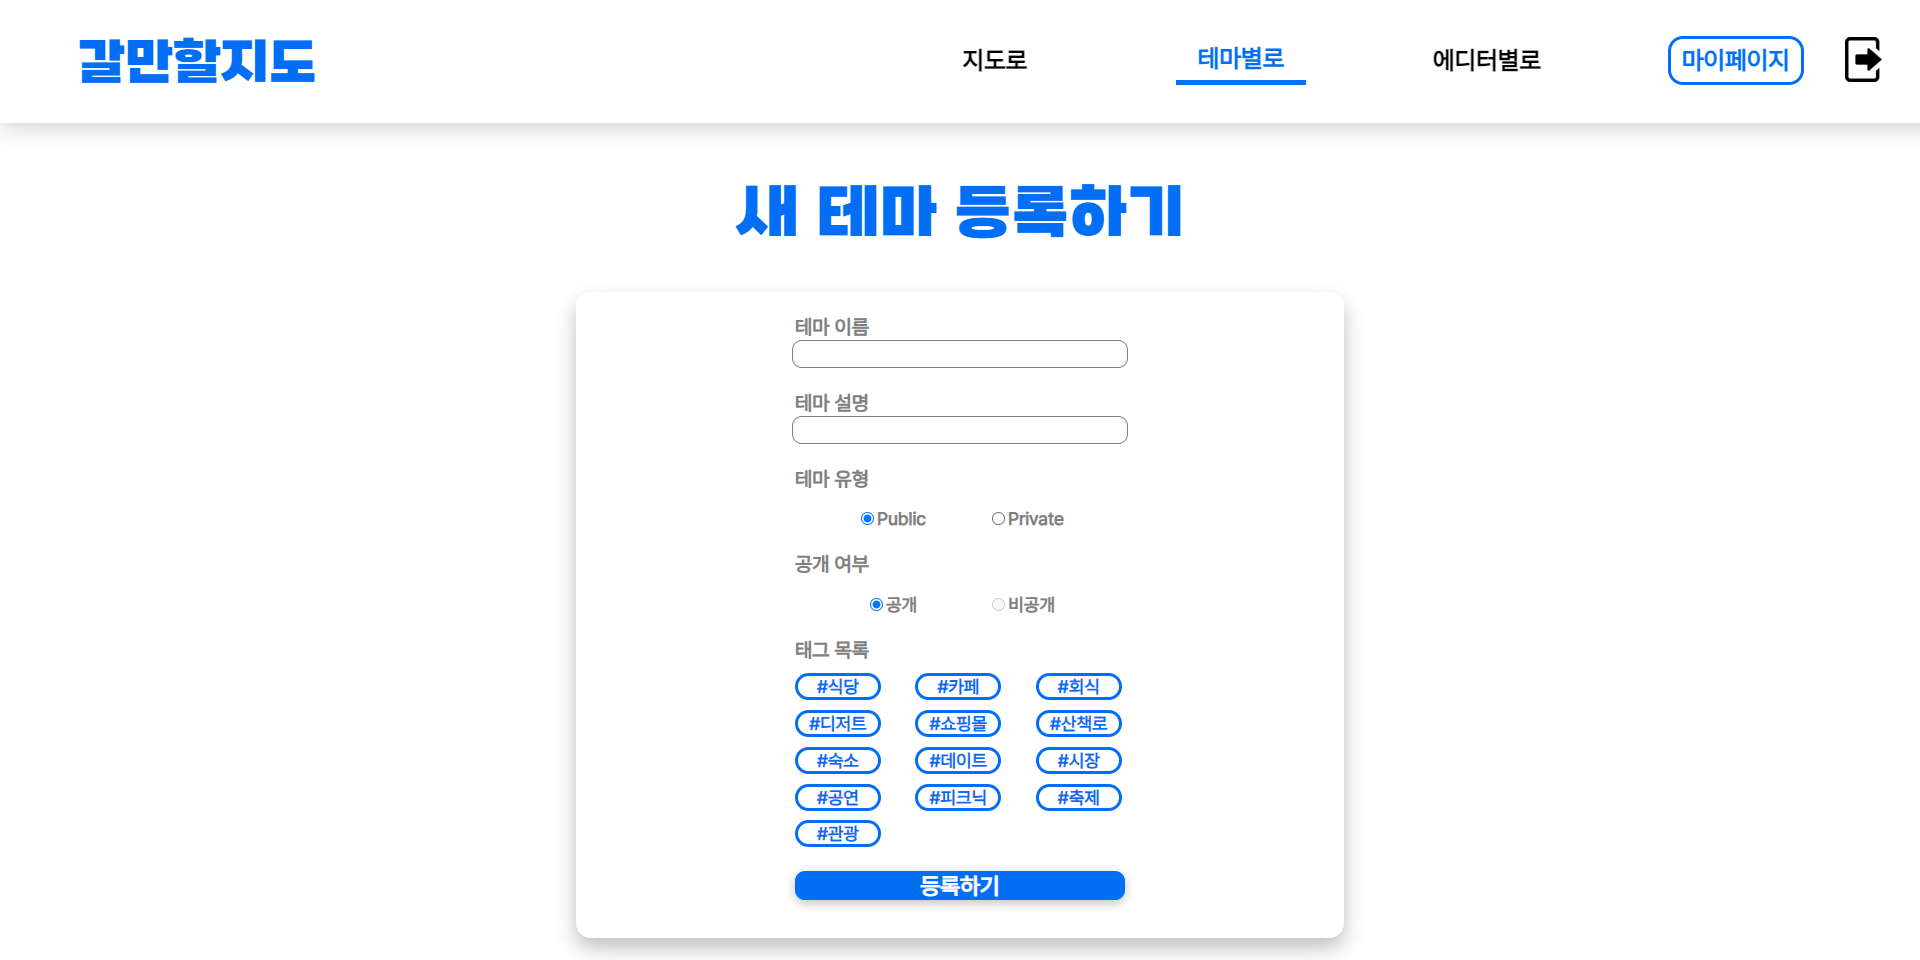 갈만할지도
지도로
테마별로
에디터별로
마이페이지
새 테마 등록하기
테마 이름
테마 설명
테마 유형
Public Private
공개 여부
공개 비공개
태그 목록
#식당 #카페 #회식
#디저트 #쇼핑몰 #산책로
#숙소 #데이트 #시장
#공연 #피크닉 #축제
#관광
등록하기